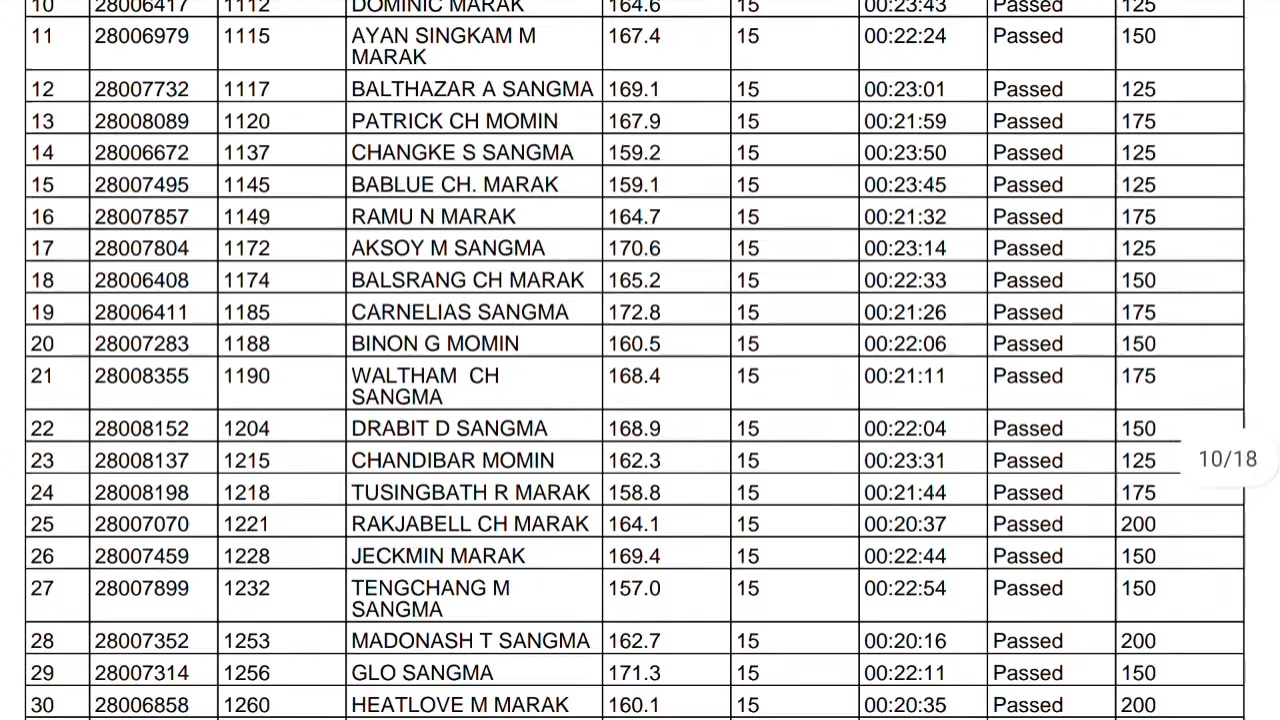 10 28006417 1112 DOMINIC MARAK 164.6 15 00:23:43 Passed 125
11 28006979 1115 AYAN SINGKAM M 167.4 15 00:22:24 Passed 150
MARAK
12 28007732 1117 BALTHAZAR A SANGMA 169.1 15 00:23:01 Passed 125
13 28008089 1120 PATRICK CH MOMIN 167.9 15 00:21:59 Passed 175
14 28006672 1137 CHANGKE S SANGMA 159.2 15 00:23:50 Passed 125
15 28007495 1145 BABLUE CH. MARAK 159.1 15 00:23:45 Passed 125
16 28007857 1149 RAMU N MARAK 164.7 15 00:21:32 Passed 175
17 28007804 1172 AKSOY M SANGMA 170.6 15 00:23:14 Passed 125
18 28006408 1174 BALSRANG CH MARAK 165.2 15 00:22:33 Passed 150
19 28006411 1185 CARNELIAS SANGMA 172.8 15 00:21:26 Passed 175
20 28007283 1188 BINON G MOMIN 160.5 15 00:22:06 Passed 150
21 28008355 1190 WALTHAM CH 168.4 15 00:21:11 Passed 175
SANGMA
22 28008152 1204 DRABIT D SANGMA 168.9 15 00:22:04 Passed 150
23 28008137 1215 CHANDIBAR MOMIN 162.3 15 00:23:31 Passed 125
10/18
24 28008198 1218 TUSINGBATH R MARAK 158.8 15 00:21:44 Passed 175
25 28007070 1221 RAKJABELL CH MARAK 164.1 15 00:20:37 Passed 200
26 28007459 1228 JECKMIN MARAK 169.4 15 00:22:44 Passed 150
27 28007899 1232 TENGCHANG M 157.0 15 00:22:54 Passed 150
SANGMA
28 28007352 1253 MADONASH T SANGMA 162.7 15 00:20:16 Passed 200
29 28007314 1256 GLO SANGMA 171.3 15 00:22:11 Passed 150
30 28006858 1260 HEATLOVE M MARAK 160.1 15 00:20:35 Passed 200